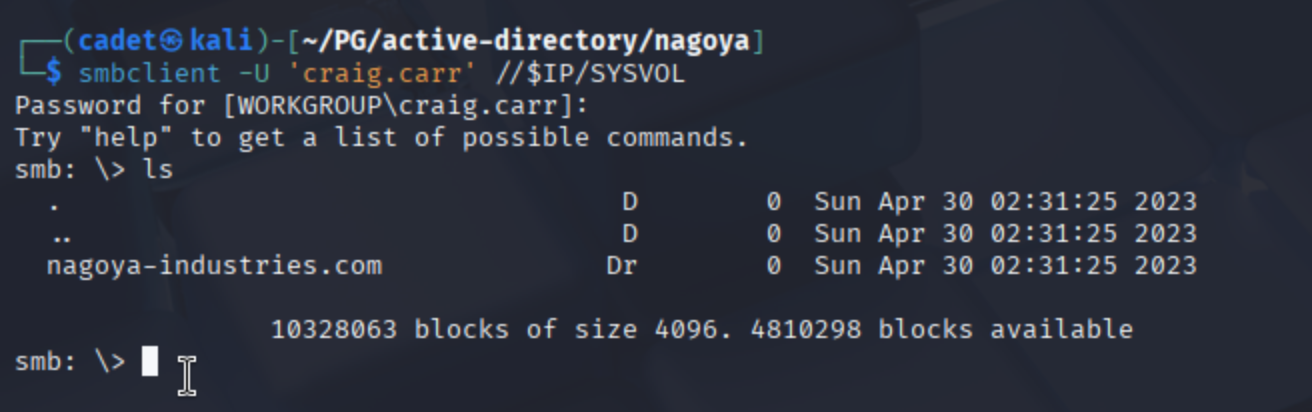 ┌──(cadet㉿kali)-[~/PG/active-directory/nagoya]
└─$ smbclient -U 'craig.carr' //$IP/SYSVOL
Password for [WORKGROUP\craig.carr]:
Try "help" to get a list of possible commands.
smb: \> ls
  .                                   D        0  Sun Apr 30 02:31:25 2023
  ..                                  D        0  Sun Apr 30 02:31:25 2023
  nagoya-industries.com              Dr        0  Sun Apr 30 02:31:25 2023
                10328063 blocks of size 4096. 4810298 blocks available
smb: \>